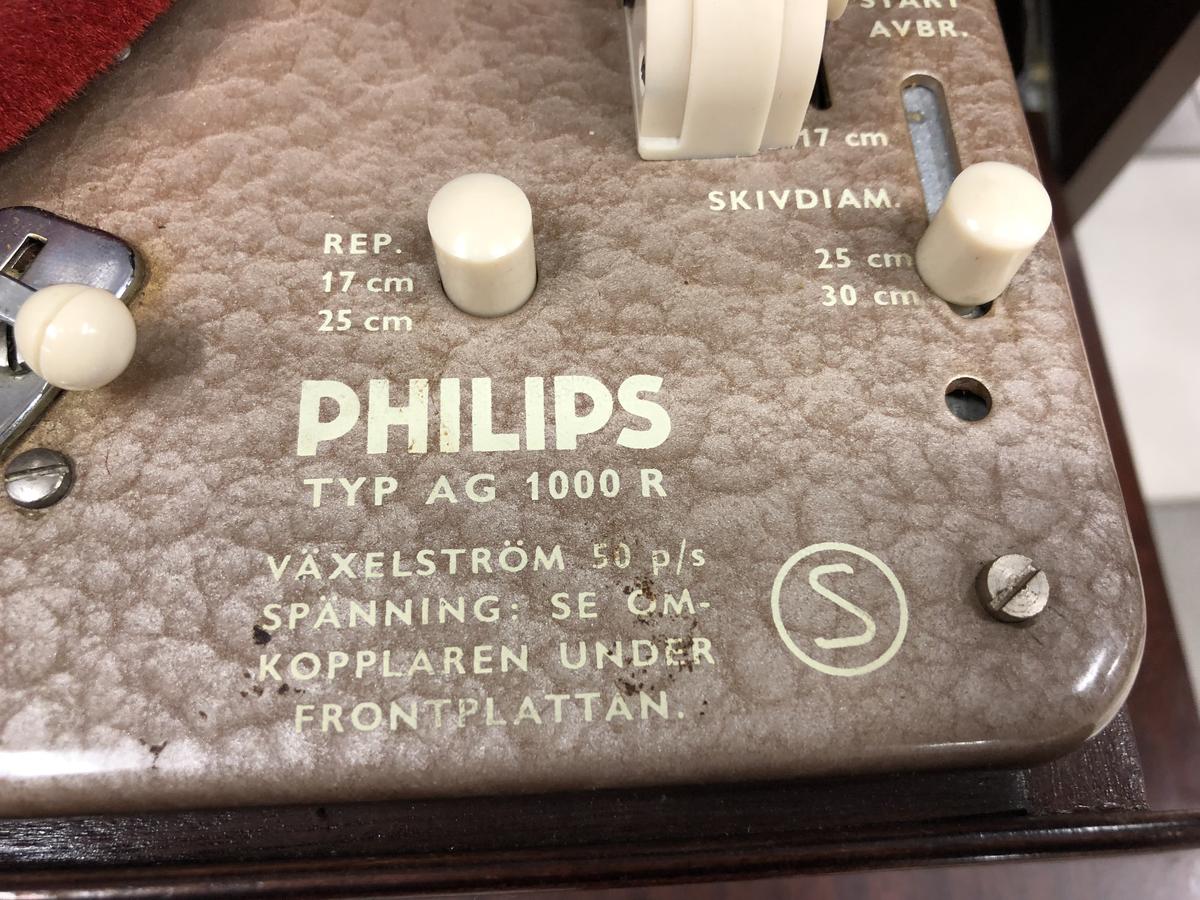 START
AVBR.
17 cm
SKIVDIAM.
25 cm
30 cm
REP.
17 cm
25 cm
PHILIPS
TYP AG 1000 R
VÄXELSTRÖM 50 p/s
SPÄNNING: SE OM-
KOPPLAREN UNDER
FRONTPLATTAN.
S